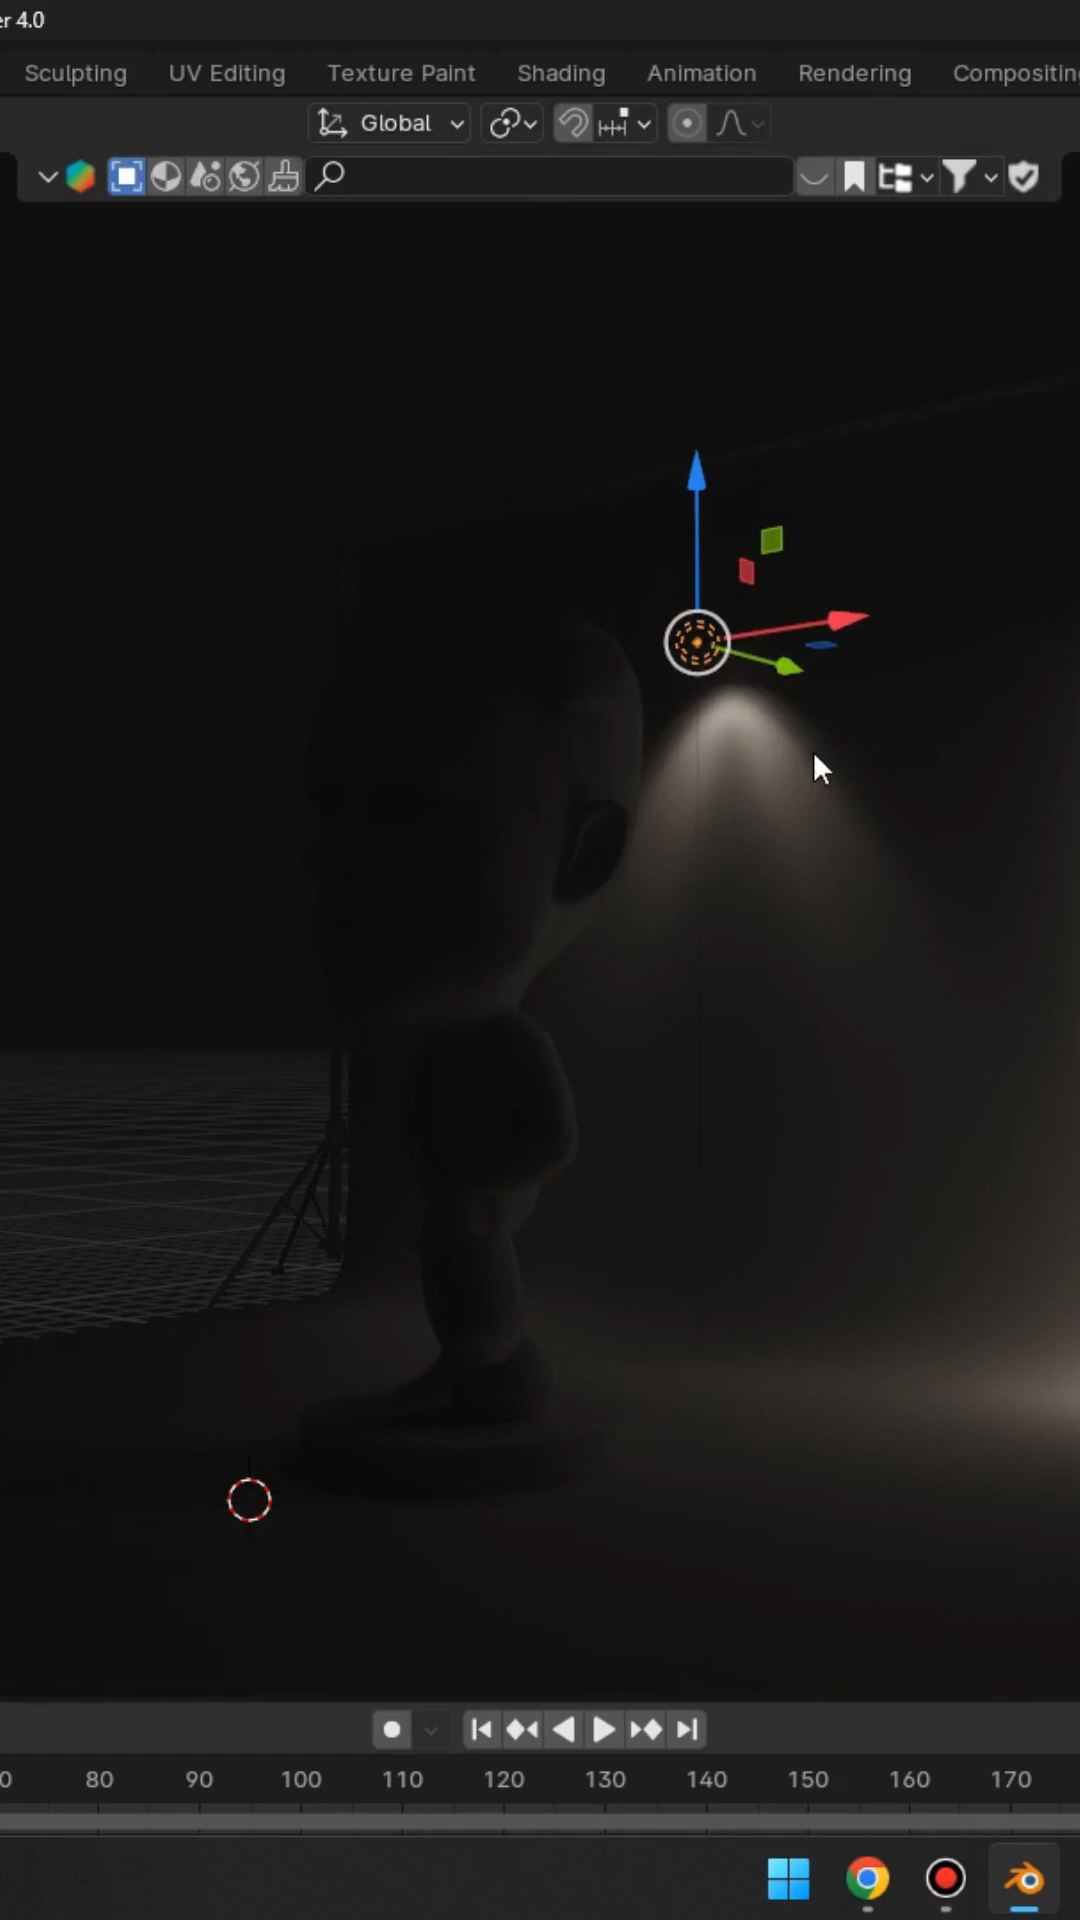 er 4.0
Sculpting UV Editing Texture Paint Shading Animation Rendering Compositin
Global
0 80 90 100 110 120 130 140 150 160 170